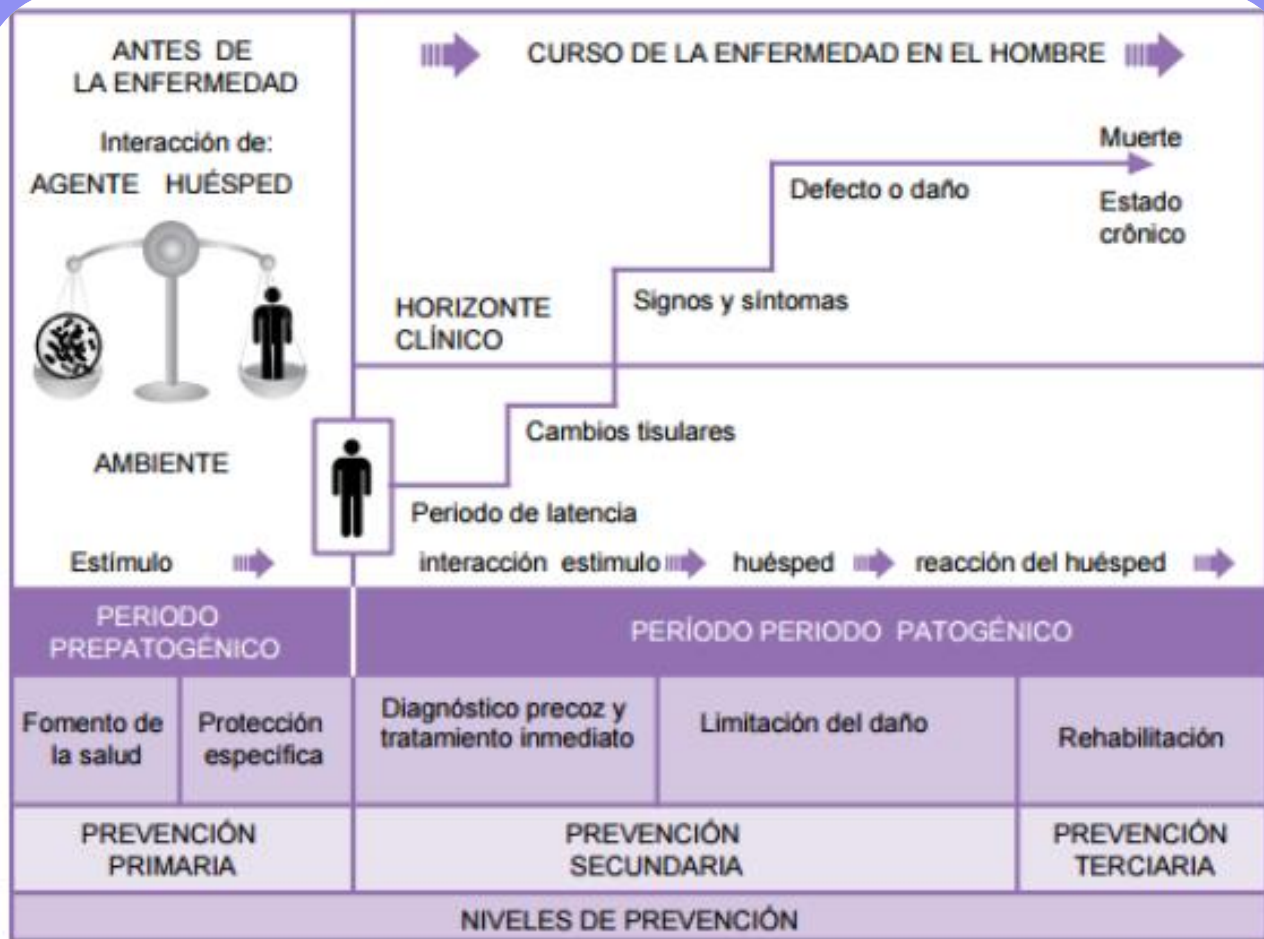 ANTES DE
LA ENFERMEDAD
Interacción de:
AGENTE HUÉSPED
AMBIENTE
Estímulo
CURSO DE LA ENFERMEDAD EN EL HOMBRE
Muerte
Defecto o daño
Estado
crônico
Signos y síntomas
HORIZONTE
CLÍNICO
Cambios tisulares
Periodo de latencia
interacción estimulo huésped reacción del huésped
PERIODO
PREPATOGÉNICO
PERÍODO PERIODO PATOGÉNICO
Fomento de
la salud
Protección
específica
Diagnóstico precoz y
tratamiento inmediato
Limitación del daño
Rehabilitación
PREVENCIÓN
PRIMARIA
PREVENCIÓN
SECUNDARIA
PREVENCIÓN
TERCIARIA
NIVELES DE PREVENCIÓN